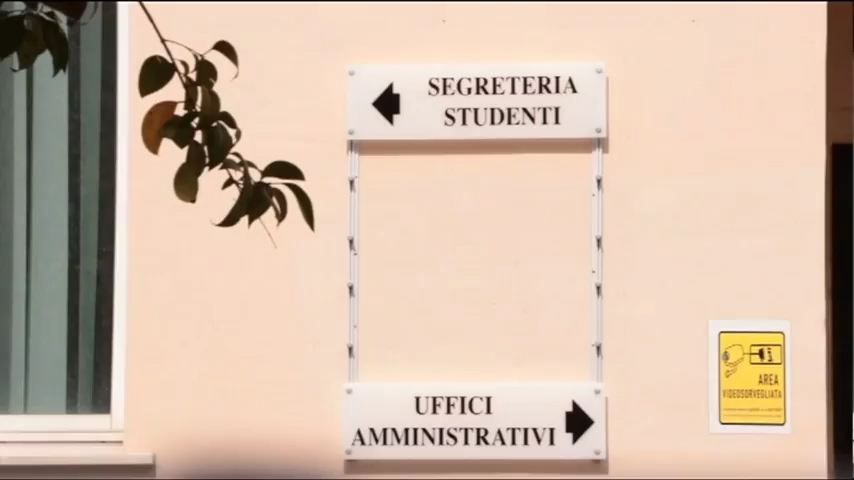 SEGRETERIA
STUDENTI
UFFICI
AMMINISTRATIVI
AREA
VIDEOSORVEGLIATA